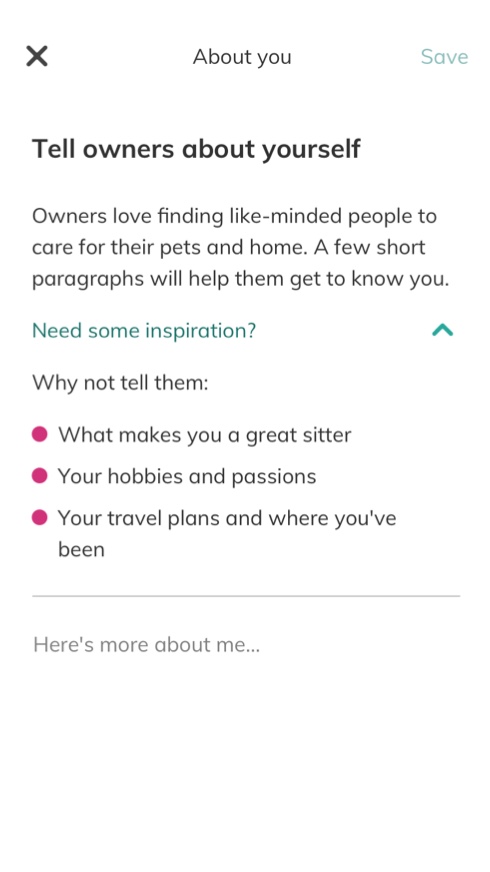 About you
Save
Tell owners about yourself
Owners love finding like-minded people to
care for their pets and home. A few short
paragraphs will help them get to know you.
Need some inspiration?
Why not tell them:
What makes you a great sitter
Your hobbies and passions
Your travel plans and where you've
been
Here's more about me...